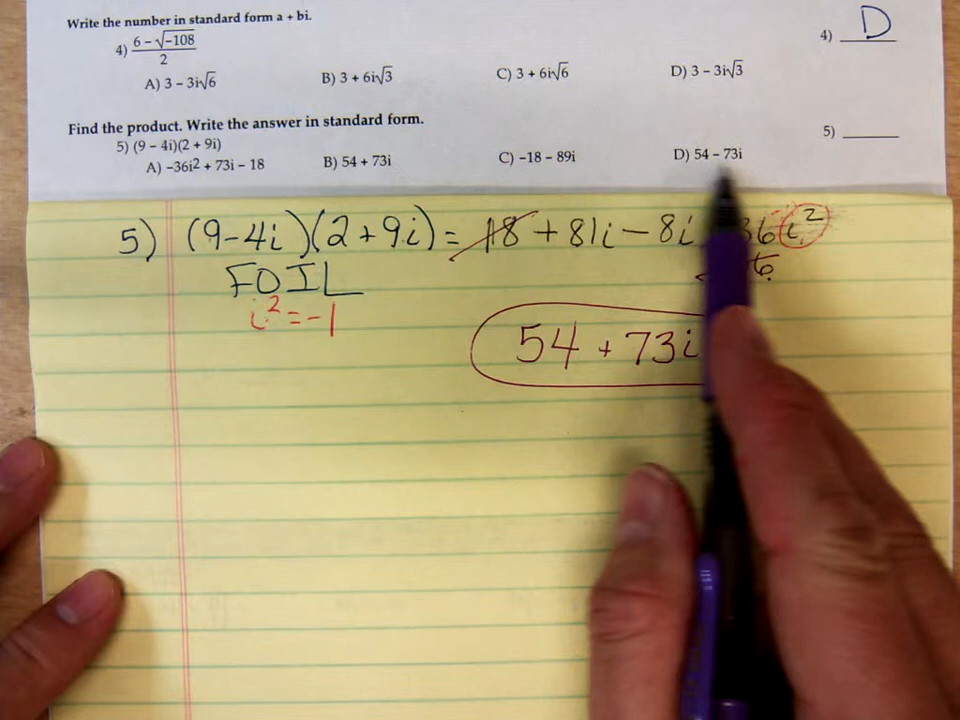 Write the number in standard form a + bi.
4) 6 – √–108
2
4) D
A) 3 – 3i√6 B) 3 + 6i√3 C) 3 + 6i√6 D) 3 – 3i√3
Find the product. Write the answer in standard form.
5) (9 – 4i)(2 + 9i)
5)
A) –36i2 + 73i – 18 B) 54 + 73i C) –18 – 89i D) 54 – 73i
5) (9-4i)(2+9i) = 18 + 81i - 8i 36i²
FOIL
i² = -1
54 + 73i